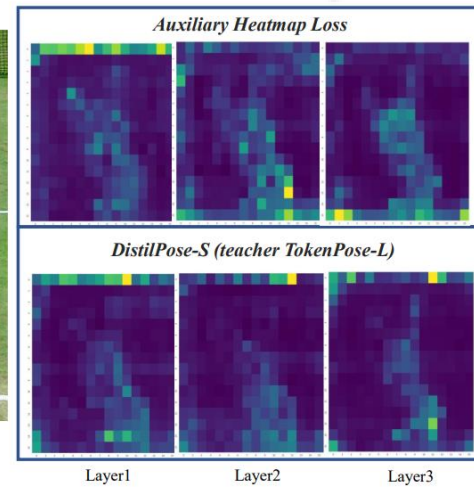 Auxiliary Heatmap Loss
DistilPose-S (teacher TokenPose-L)
Layer1
Layer2
Layer3